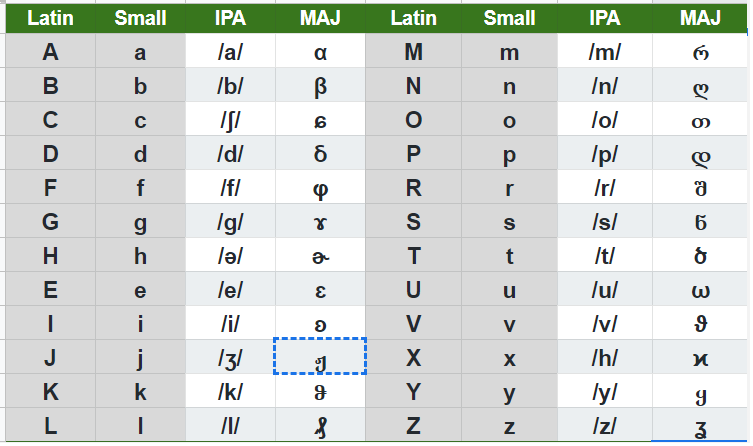 Latin Small IPA MAJ Latin Small IPA MAJ
A a /a/ ɑ M m /m/ რ
B b /b/ β N n /n/ ლ
C c /ʃ/ ɕ O o /o/ თ
D d /d/ δ P p /p/ დ
F f /f/ φ R r /r/ შ
G g /g/ ɤ S s /s/ ნ
H h /ə/ S T t /t/ ծ
E e /e/ ε U u /u/ ω
I i /i/ ʚ V v /v/ ϑ
J j /ʒ/ ჟ X x /h/ ϰ
K k /k/ Y y /y/ ყ
L l /l/ Z z /z/ ʓ